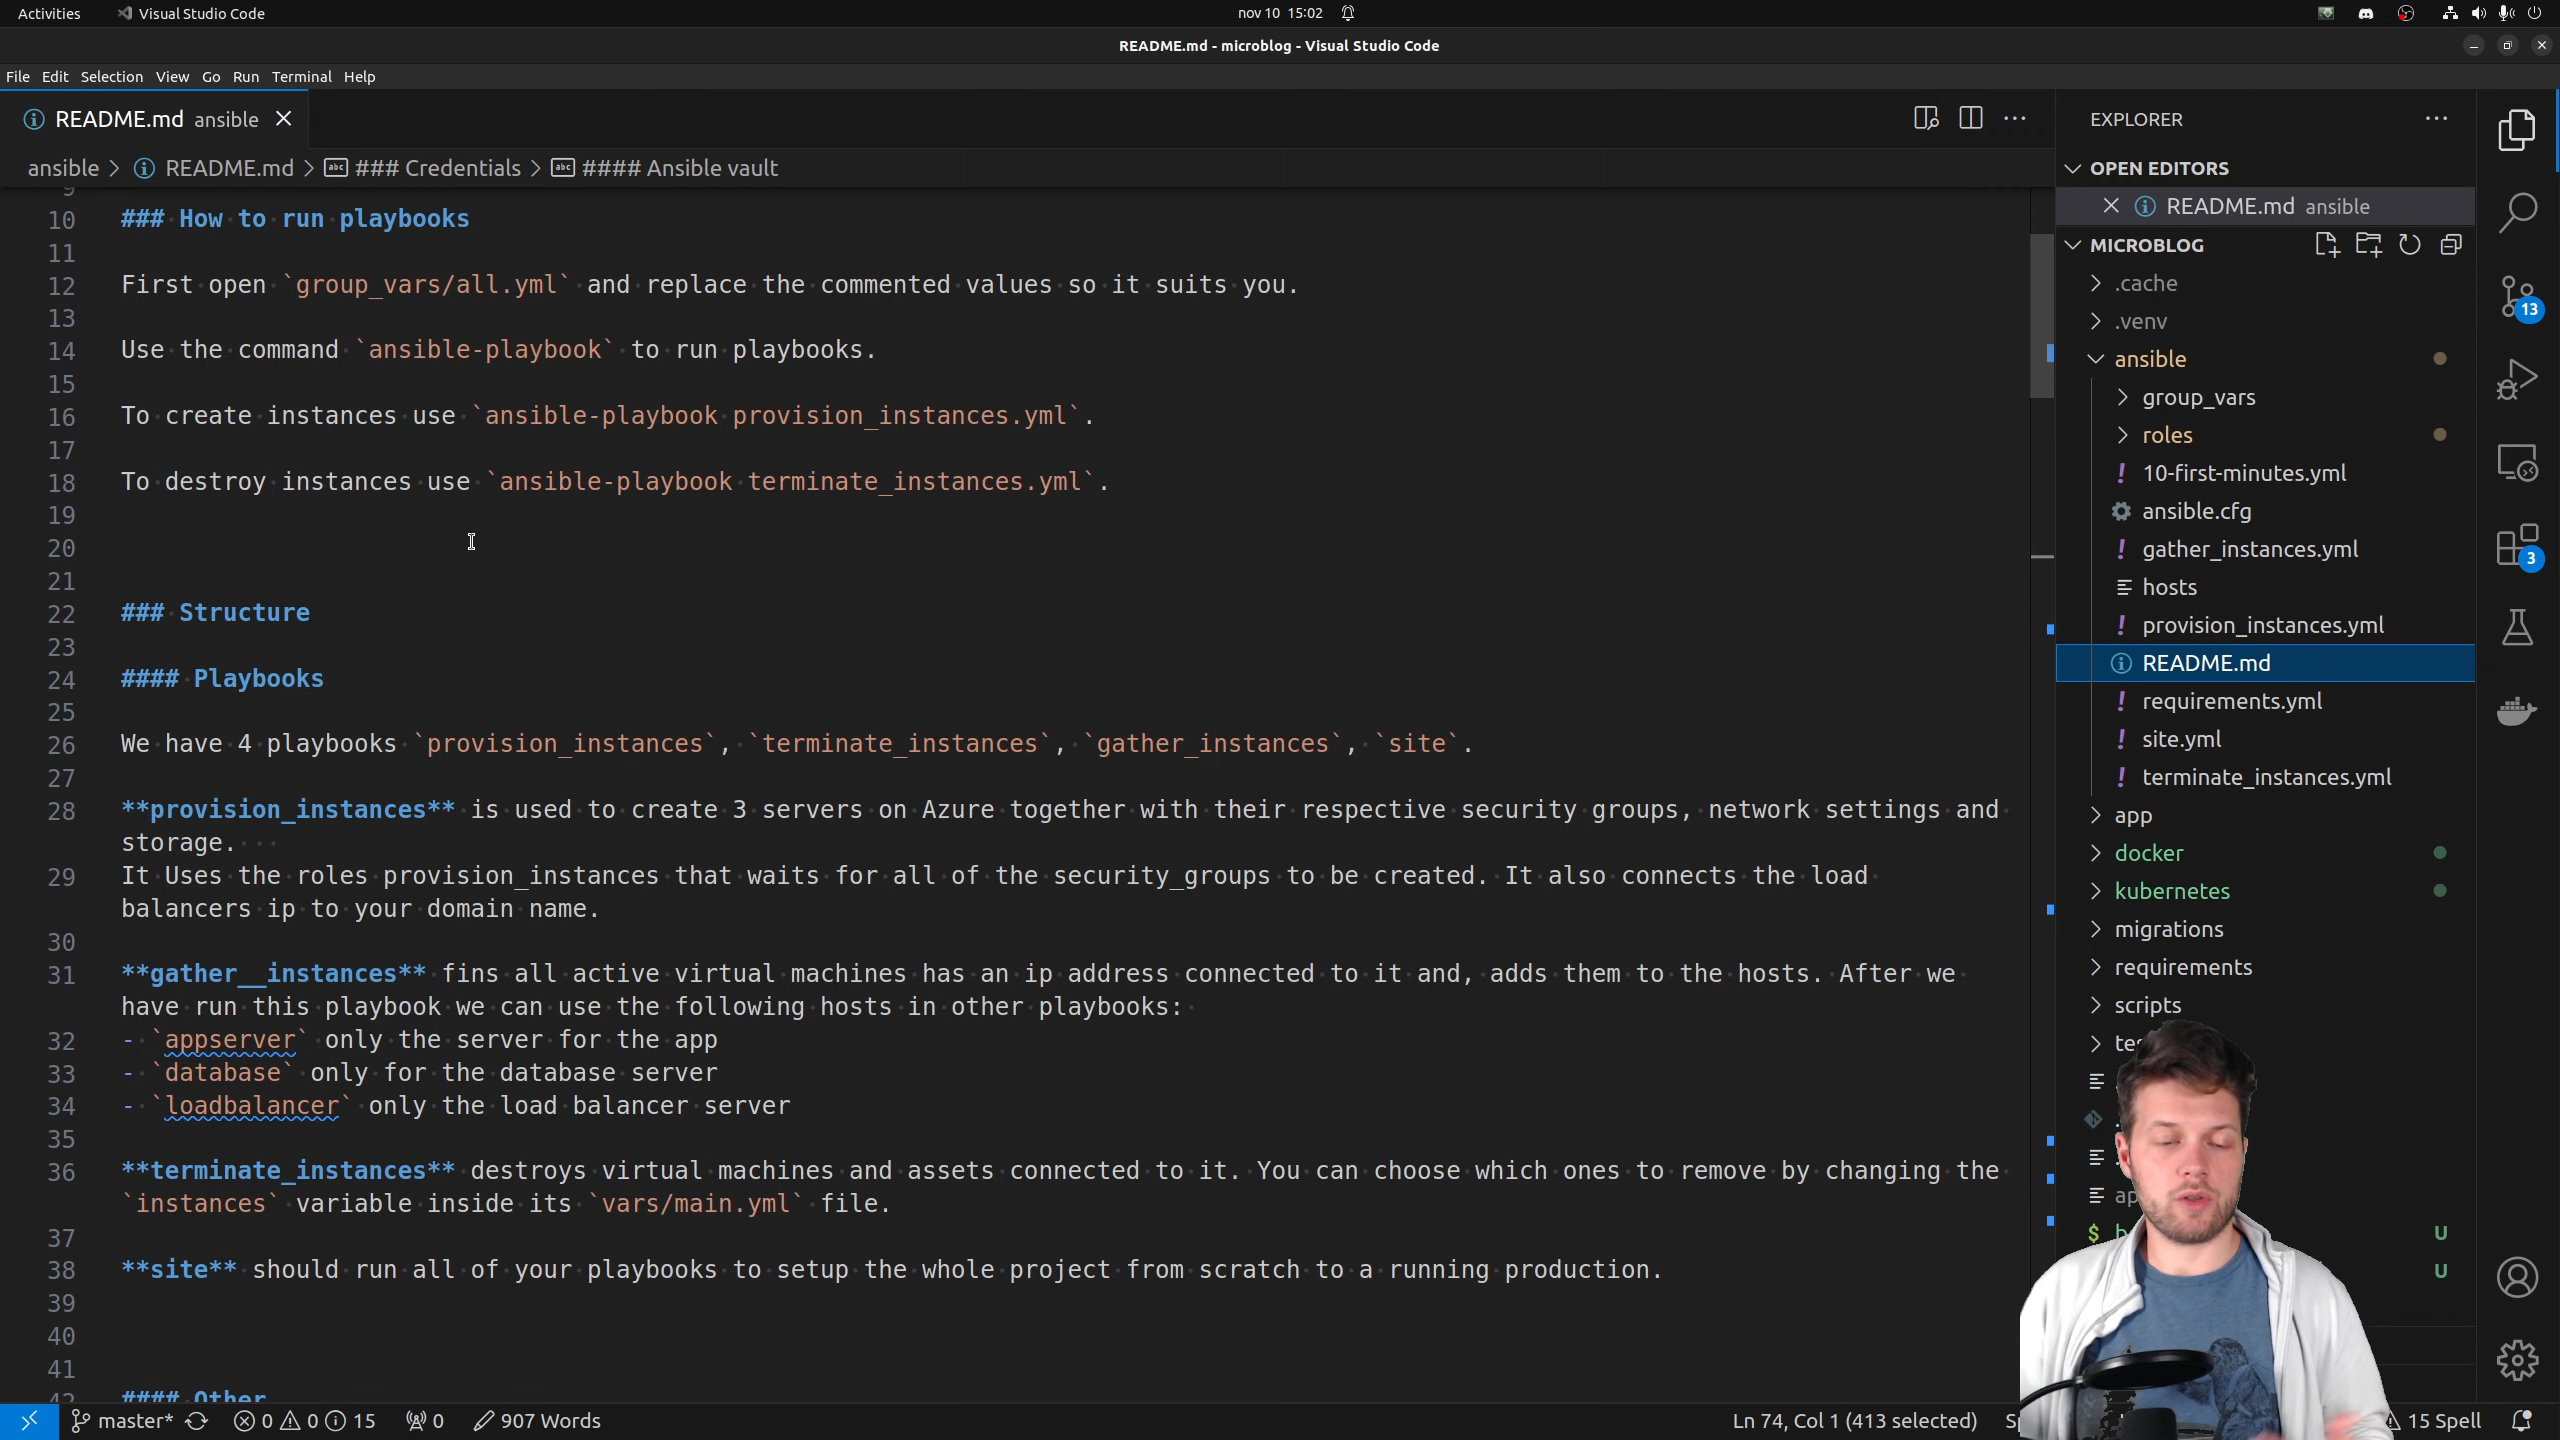 Activities
Visual Studio Code
nov 10 15:02
README.md - microblog - Visual Studio Code
File Edit Selection View Go Run Terminal Help
README.md ansible
ansible > README.md > ### Credentials > #### Ansible vault
9
10 ### How to run playbooks
11
12 First open `group_vars/all.yml` and replace the commented values so it suits you.
13
14 Use the command `ansible-playbook` to run playbooks.
15
16 To create instances use `ansible-playbook provision_instances.yml`.
17
18 To destroy instances use `ansible-playbook terminate_instances.yml`.
19
20
21
22 ### Structure
23
24 #### Playbooks
25
26 We have 4 playbooks `provision_instances`, `terminate_instances`, `gather_instances`, `site`.
27
28 **provision_instances** is used to create 3 servers on Azure together with their respective security groups, network settings and
storage.
29 It Uses the roles provision_instances that waits for all of the security_groups to be created. It also connects the load
balancers ip to your domain name.
30
31 **gather__instances** fins all active virtual machines has an ip address connected to it and, adds them to the hosts. After we
have run this playbook we can use the following hosts in other playbooks:
32 - `appserver` only the server for the app
33 - `database` only for the database server
34 - `loadbalancer` only the load balancer server
35
36 **terminate_instances** destroys virtual machines and assets connected to it. You can choose which ones to remove by changing the
`instances` variable inside its `vars/main.yml` file.
37
38 **site** should run all of your playbooks to setup the whole project from scratch to a running production.
39
40
41
42 #### Other
EXPLORER
OPEN EDITORS
README.md ansible
MICROBLOG
.cache
.venv
ansible
group_vars
roles
10-first-minutes.yml
ansible.cfg
gather_instances.yml
hosts
provision_instances.yml
README.md
requirements.yml
site.yml
terminate_instances.yml
app
docker
kubernetes
migrations
requirements
scripts
U
U
13
3
master*
0 0 15
0
907 Words
Ln 74, Col 1 (413 selected)
15 Spell